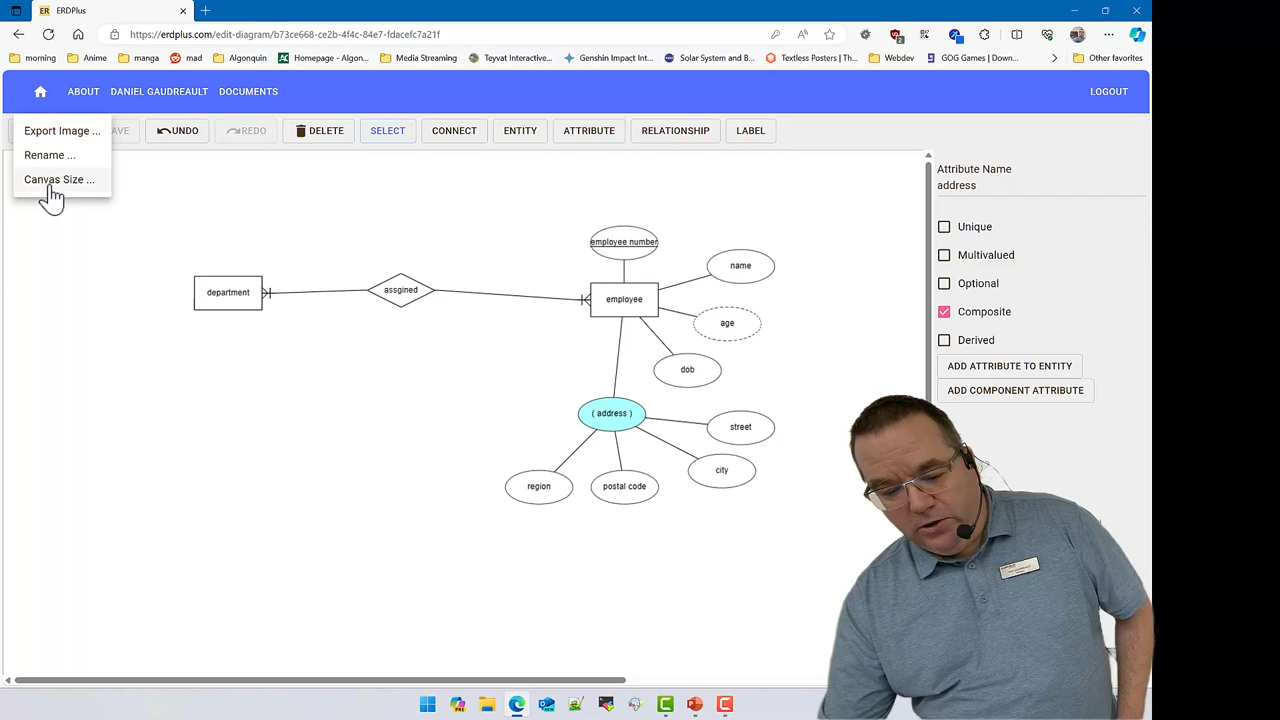 ERDPlus
https://erdplus.com/edit-diagram/b73ce668-ce2b-4f4c-84e7-fdacefc7a21f
morning Anime manga mad Algonquin Homepage - Algon... Media Streaming Teyvat Interactive... Genshin Impact Int... Solar System and B... Textless Posters | Th... Webdev GOG Games | Down... Other favorites
ABOUT DANIEL GAUDREAULT DOCUMENTS LOGOUT
UNDO REDO DELETE SELECT CONNECT ENTITY ATTRIBUTE RELATIONSHIP LABEL
Export Image ...
Rename ...
Canvas Size ...
employee number
name
department
assgined
employee
age
dob
( address )
street
city
region
postal code
Attribute Name
address
Unique
Multivalued
Optional
Composite
Derived
ADD ATTRIBUTE TO ENTITY
ADD COMPONENT ATTRIBUTE